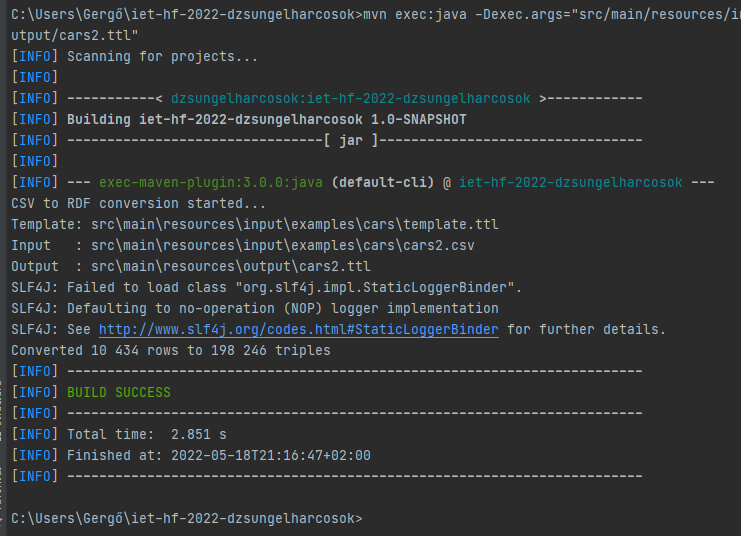 C:\Users\Gergő\iet-hf-2022-dzsungelharcosok>mvn exec:java -Dexec.args="src/main/resources/
utput/cars2.ttl"
[INFO] Scanning for projects...
[INFO]
[INFO] -----------< dzsungelharcosok:iet-hf-2022-dzsungelharcosok >------------
[INFO] Building iet-hf-2022-dzsungelharcosok 1.0-SNAPSHOT
[INFO] --------------------------------[ jar ]---------------------------------
[INFO]
[INFO] --- exec-maven-plugin:3.0.0:java (default-cli) @ iet-hf-2022-dzsungelharcosok ---
CSV to RDF conversion started...
Template: src\main\resources\input\examples\cars\template.ttl
Input   : src\main\resources\input\examples\cars\cars2.csv
Output  : src\main\resources\output\cars2.ttl
SLF4J: Failed to load class "org.slf4j.impl.StaticLoggerBinder".
SLF4J: Defaulting to no-operation (NOP) logger implementation
SLF4J: See http://www.slf4j.org/codes.html#StaticLoggerBinder for further details.
Converted 10 434 rows to 198 246 triples
[INFO] ------------------------------------------------------------------------
[INFO] BUILD SUCCESS
[INFO] ------------------------------------------------------------------------
[INFO] Total time:  2.851 s
[INFO] Finished at: 2022-05-18T21:16:47+02:00
[INFO] ------------------------------------------------------------------------
C:\Users\Gergő\iet-hf-2022-dzsungelharcosok>